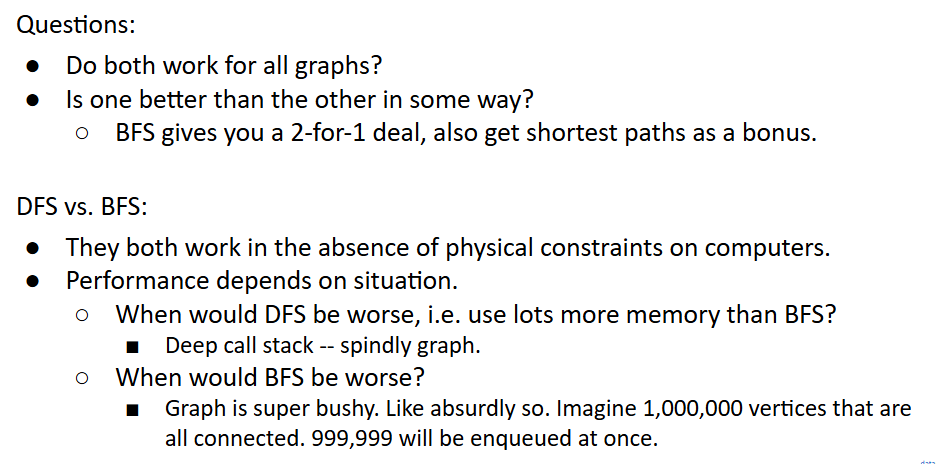 Questions:
● Do both work for all graphs?
● Is one better than the other in some way?
○ BFS gives you a 2-for-1 deal, also get shortest paths as a bonus.
DFS vs. BFS:
● They both work in the absence of physical constraints on computers.
● Performance depends on situation.
○ When would DFS be worse, i.e. use lots more memory than BFS?
■ Deep call stack -- spindly graph.
○ When would BFS be worse?
■ Graph is super bushy. Like absurdly so. Imagine 1,000,000 vertices that are
all connected. 999,999 will be enqueued at once.